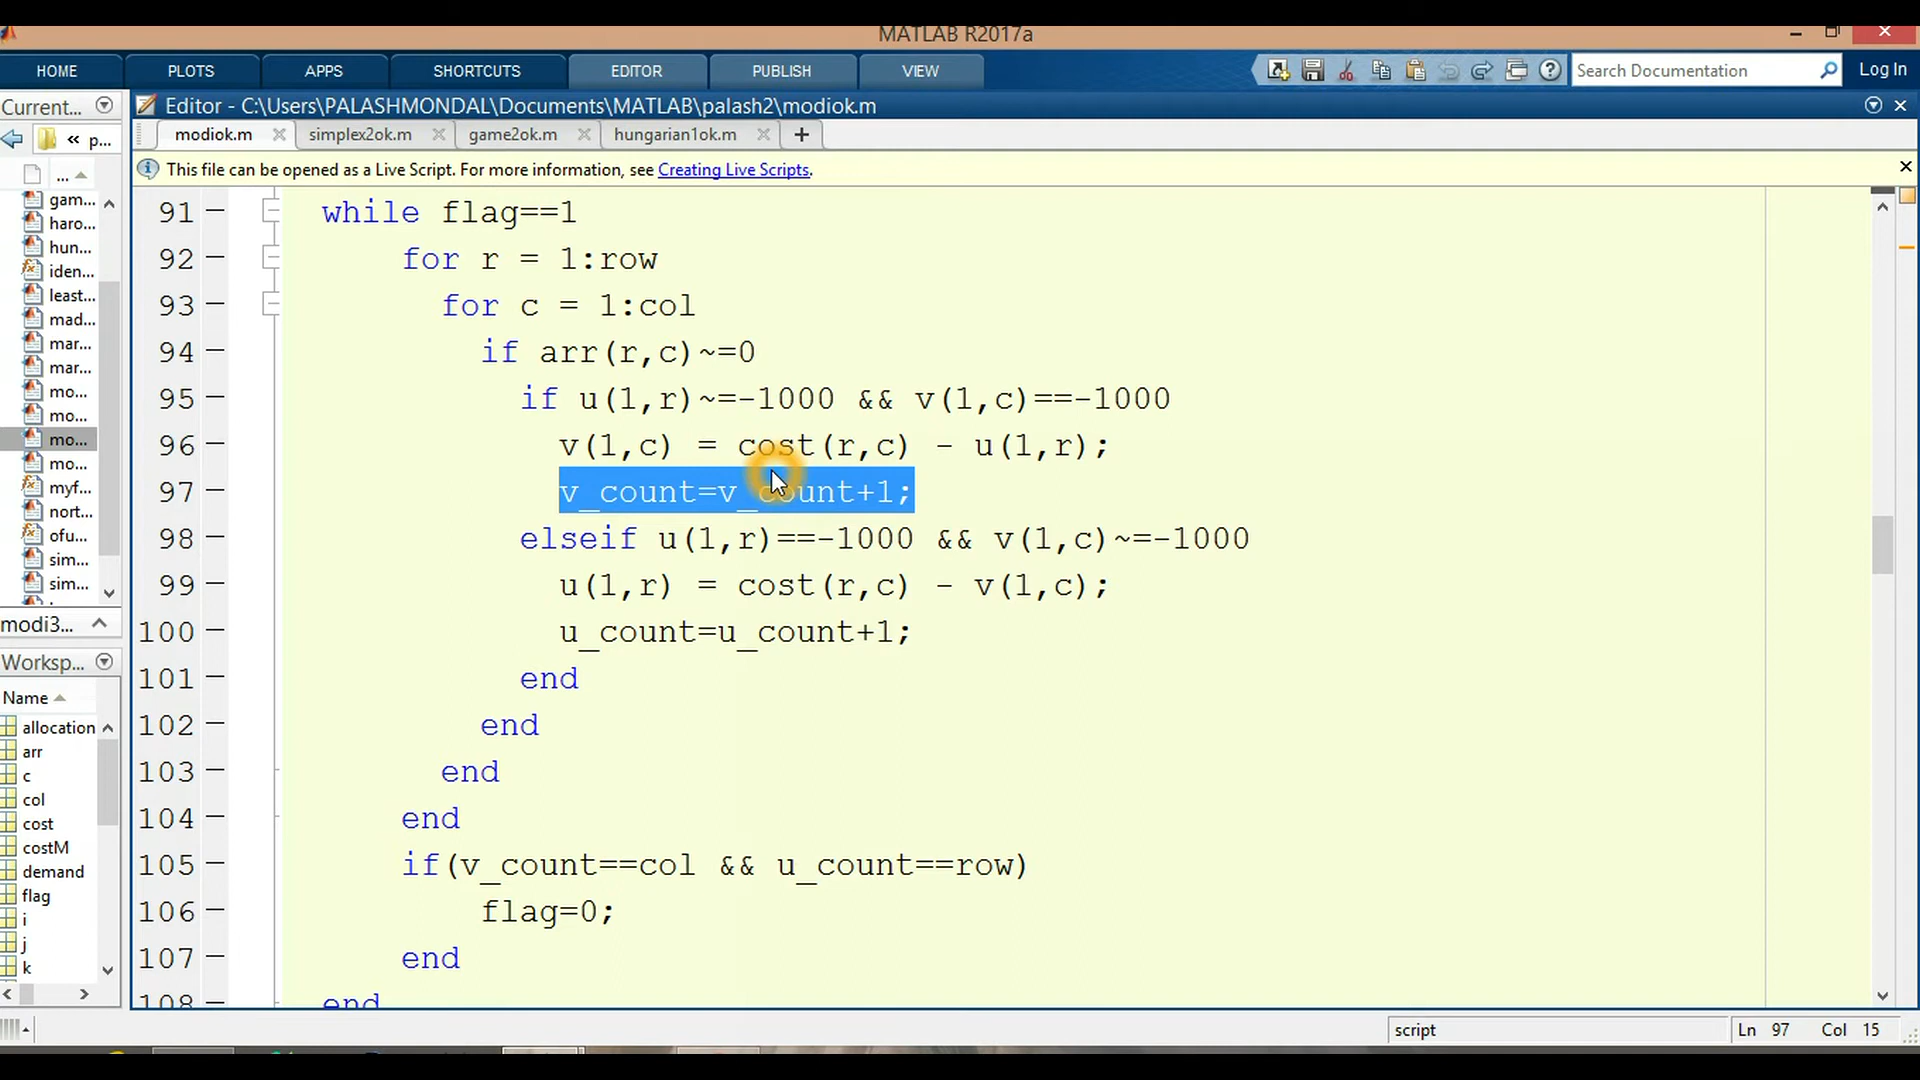 MATLAB R2017a
HOME PLOTS APPS SHORTCUTS EDITOR PUBLISH VIEW Search Documentation Log In
Current...
Editor - C:\Users\PALASHMONDAL\Documents\MATLAB\palash2\modiok.m
« p...
modiok.m simplex2ok.m game2ok.m hungarian1ok.m +
This file can be opened as a Live Script. For more information, see Creating Live Scripts.
...
gam...
haro...
hun...
iden...
least...
mad...
mar...
mar...
mo...
mo...
mo...
mo...
myf...
nort...
ofu...
sim...
sim...
modi3...
Worksp...
Name
allocation
arr
c
col
cost
costM
demand
flag
i
j
k
91 – while flag==1
92 – for r = 1:row
93 – for c = 1:col
94 – if arr(r,c)~=0
95 – if u(1,r)~=-1000 && v(1,c)==-1000
96 – v(1,c) = cost(r,c) - u(1,r);
97 – v_count=v_count+1;
98 – elseif u(1,r)==-1000 && v(1,c)~=-1000
99 – u(1,r) = cost(r,c) - v(1,c);
100 – u_count=u_count+1;
101 – end
102 – end
103 – end
104 – end
105 – if(v_count==col && u_count==row)
106 – flag=0;
107 – end
108 – end
script Ln 97 Col 15